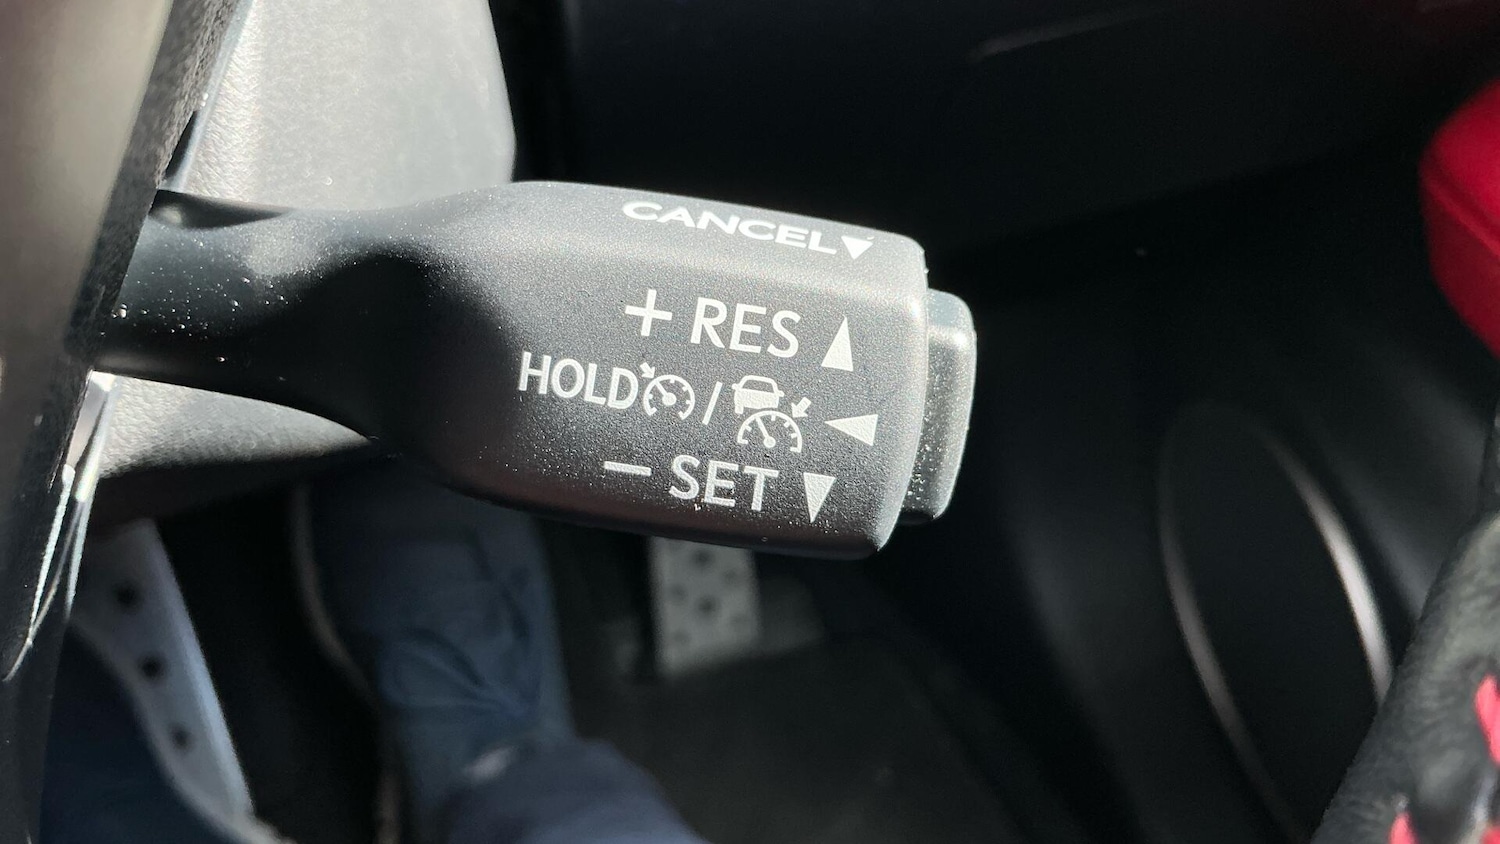 CANCEL
+ RES
HOLD /
- SET